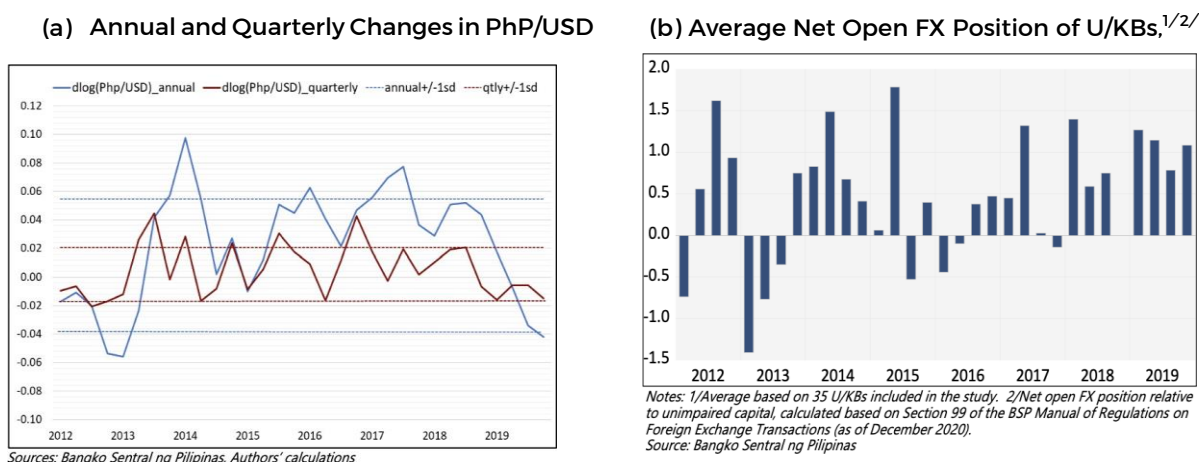 (a) Annual and Quarterly Changes in PhP/USD
dlog(Php/USD)_annual dlog(Php/USD)_quarterly annual+/-1sd qtly+/-1sd
0.12
0.10
0.08
0.06
0.04
0.02
0.00
-0.02
-0.04
-0.06
-0.08
-0.10
2012 2013 2014 2015 2016 2017 2018 2019
Sources: Bangko Sentral ng Pilipinas, Authors' calculations
(b) Average Net Open FX Position of U/KBs,1/2/
2.0
1.5
1.0
0.5
0.0
-0.5
-1.0
-1.5
2012 2013 2014 2015 2016 2017 2018 2019
Notes: 1/Average based on 35 U/KBs included in the study. 2/Net open FX position relative
to unimpaired capital, calculated based on Section 99 of the BSP Manual of Regulations on
Foreign Exchange Transactions (as of December 2020).
Source: Bangko Sentral ng Pilipinas